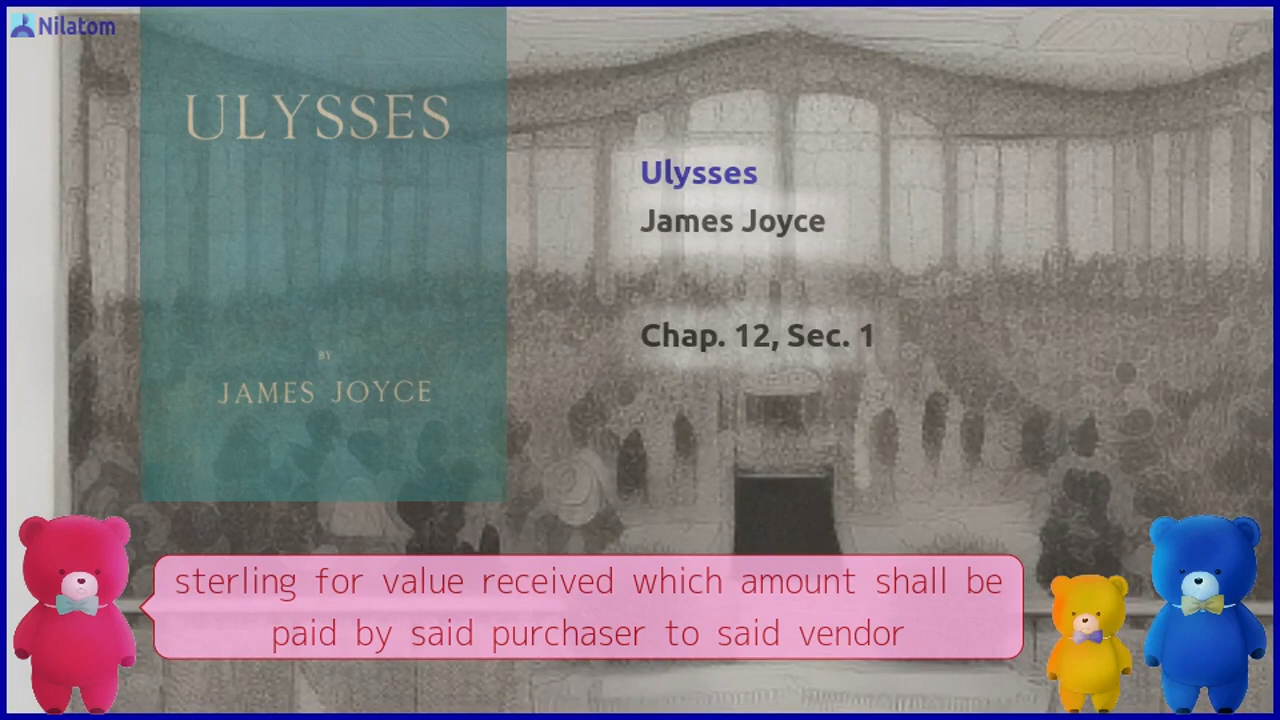 Nilatom
ULYSSES
BY
JAMES JOYCE
Ulysses
James Joyce
Chap. 12, Sec. 1
sterling for value received which amount shall be
paid by said purchaser to said vendor